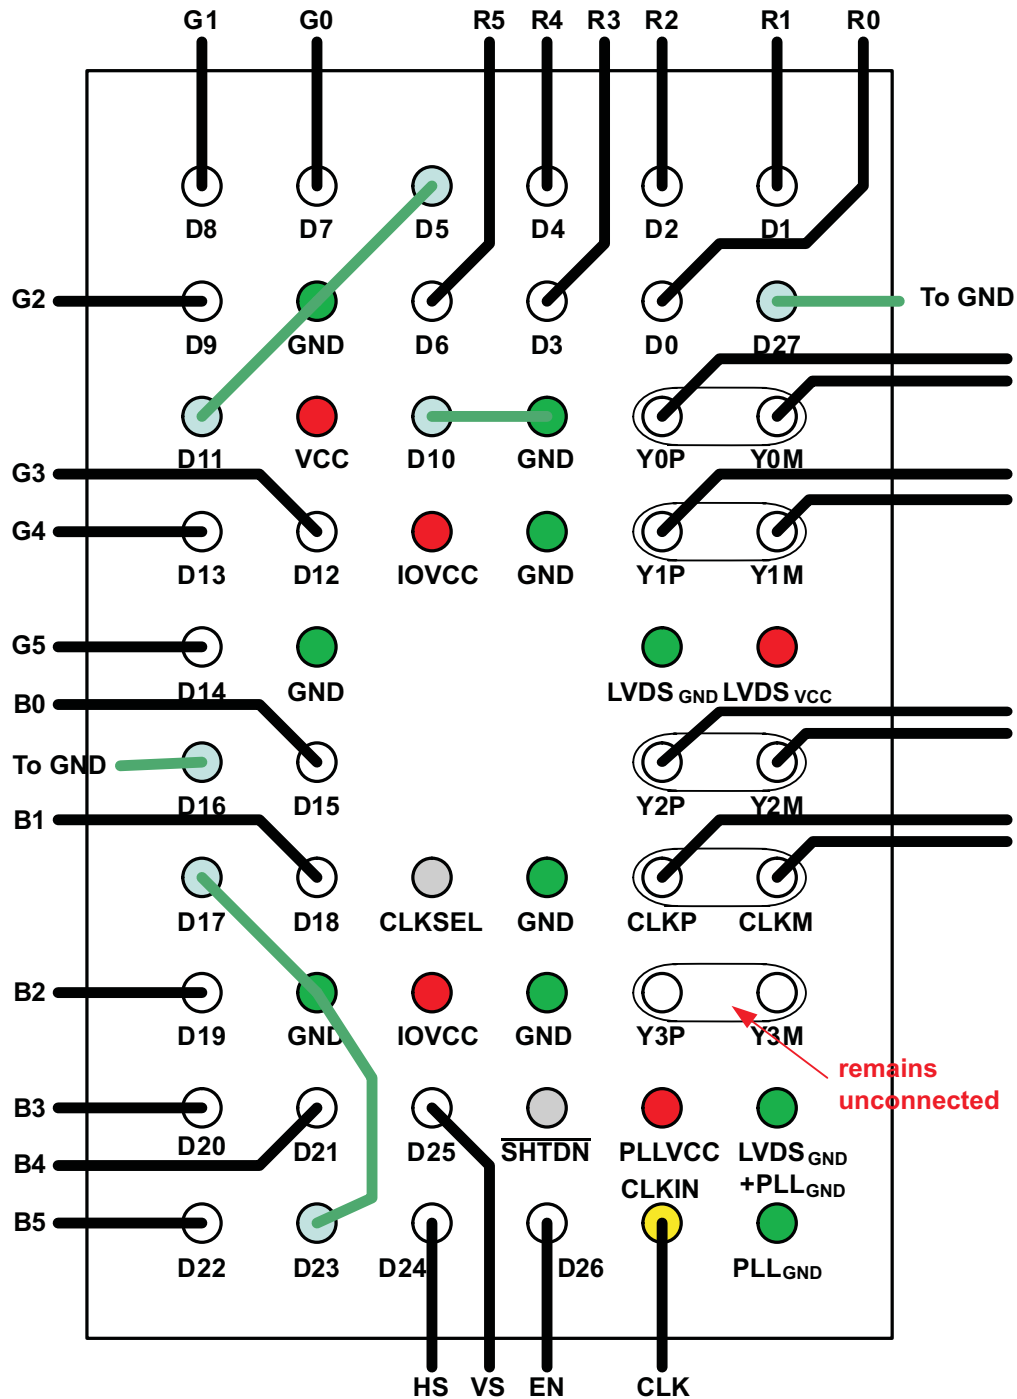 G1 G0 R5 R4 R3 R2 R1 R0
D8 D7 D5 D4 D2 D1
G2 To GND
D9 GND D6 D3 D0 D27
D11 VCC D10 GND Y0P Y0M
G3
G4
D13 D12 IOVCC GND Y1P Y1M
G5
D14 GND LVDS GND LVDS VCC
B0
To GND
D16 D15 Y2P Y2M
B1
D17 D18 CLKSEL GND CLKP CLKM
B2
D19 GND IOVCC GND Y3P Y3M
remains
unconnected
B3
D20 D21 D25 SHTDN PLLVCC LVDS GND
B4 CLKIN +PLL GND
B5
D22 D23 D24 D26 PLL GND
HS VS EN CLK